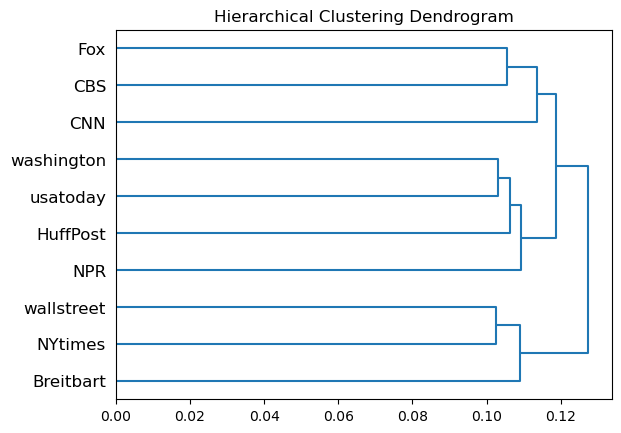 Hierarchical Clustering Dendrogram
Fox
CBS
CNN
washington
usatoday
HuffPost
NPR
wallstreet
NYtimes
Breitbart
0.00 0.02 0.04 0.06 0.08 0.10 0.12